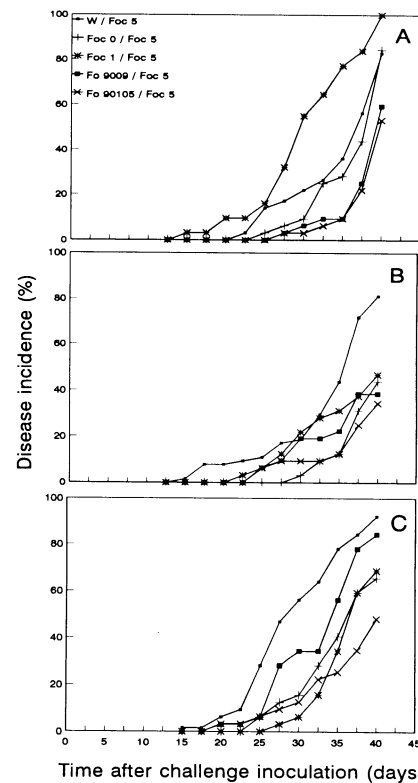 100
80
60
40
20
0
W / Foc 5
Foc 0 / Foc 5
Foc 1 / Foc 5
Fo 9009 / Foc 5
Fo 90105 / Foc 5
A
80
60
40
20
0
B
Disease incidence (%)
100
80
60
40
20
0
C
0 5 10 15 20 25 30 35 40 45
Time after challenge inoculation (days